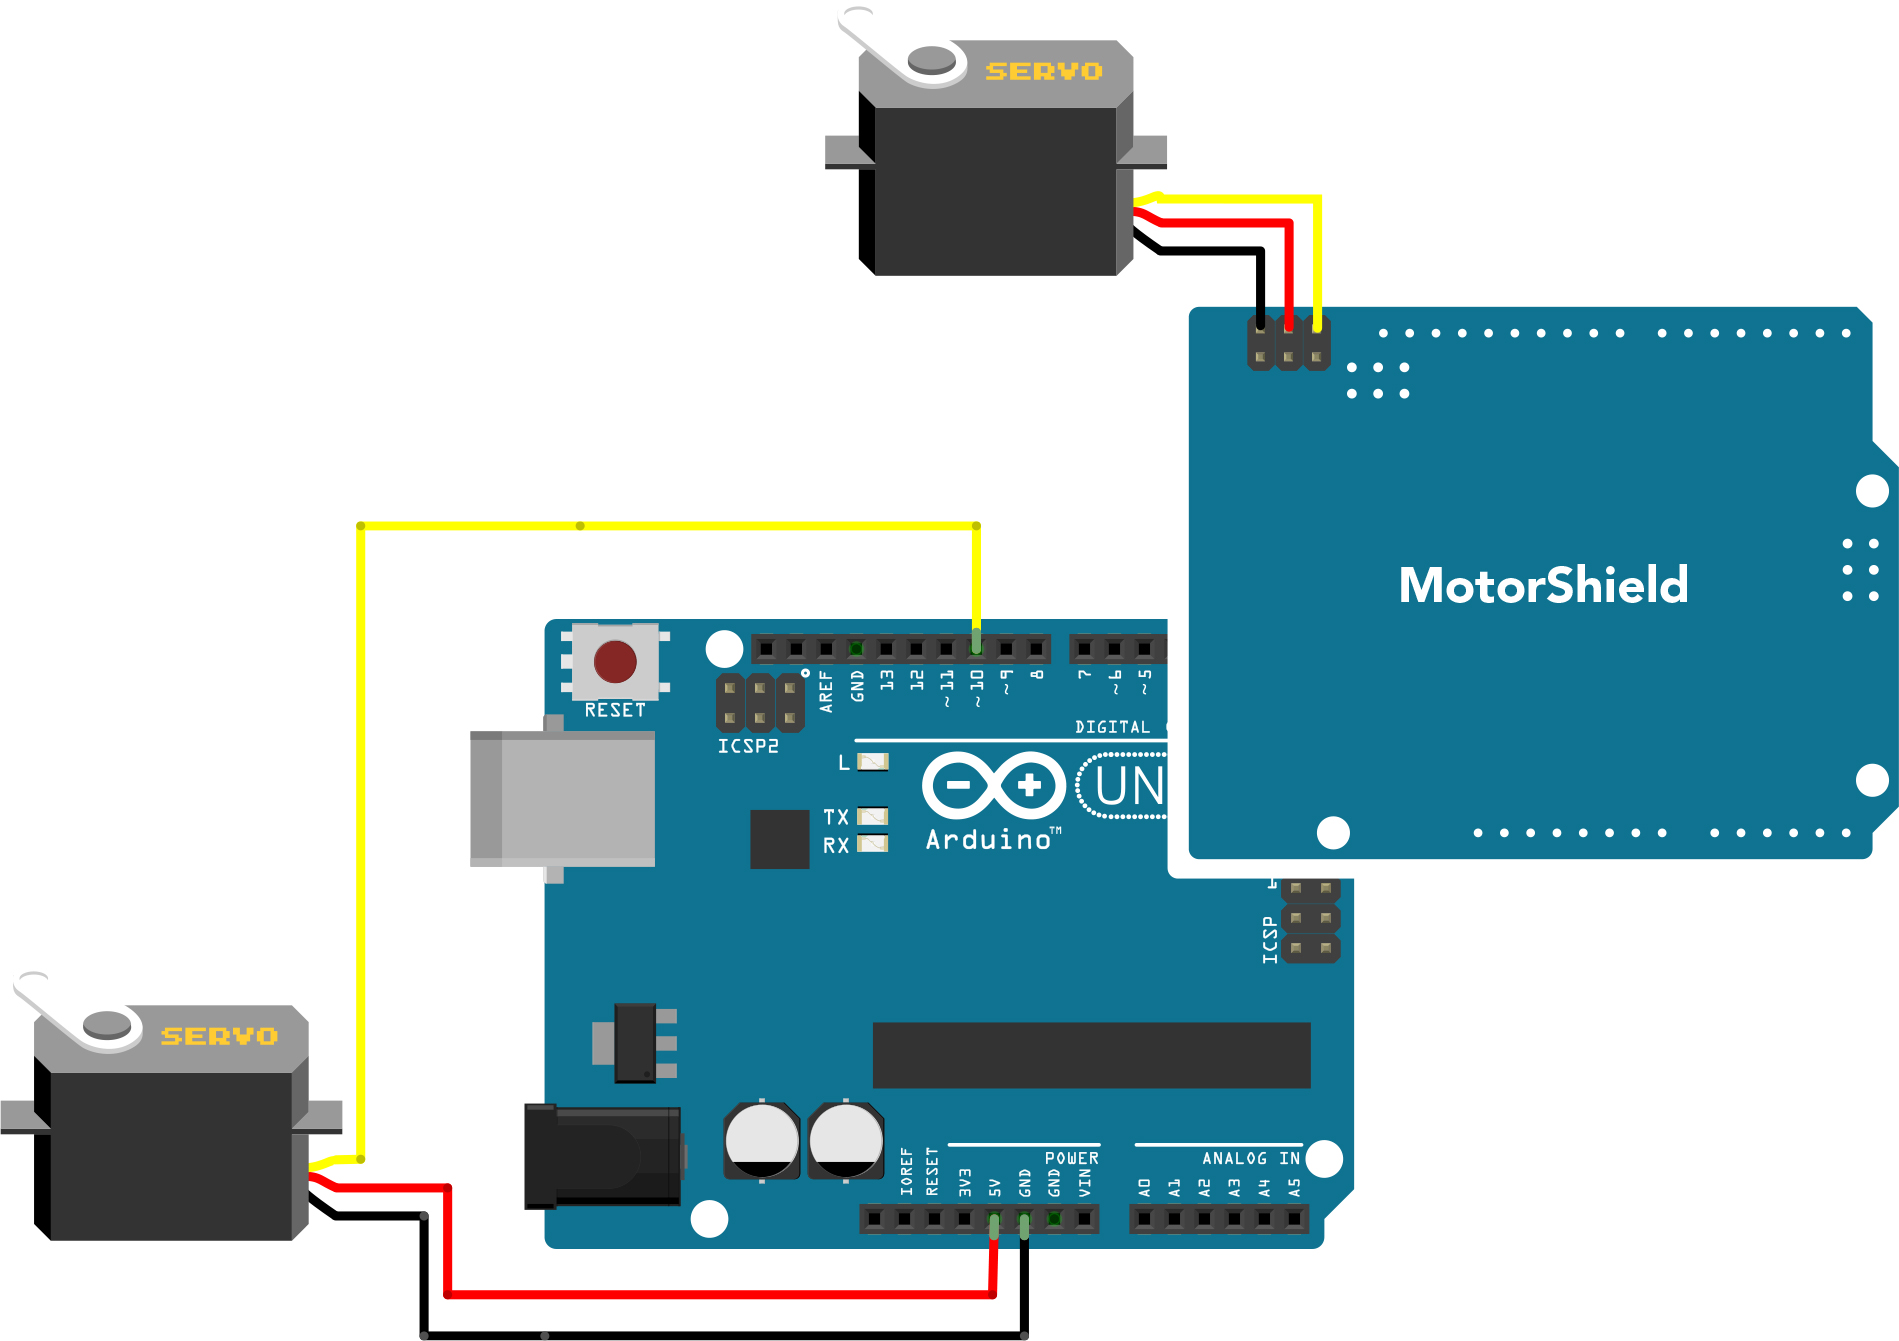 SERVO
MotorShield
RESET
AREF
GND
13
12
~11
~10
~9
8
7
~6
~5
ICSP2
DIGITAL
L
UN
TX
RX
Arduino™
ICSP
SERVO
POWER
ANALOG IN
IOREF
RESET
3V3
5V
GND
GND
VIN
A0
A1
A2
A3
A4
A5